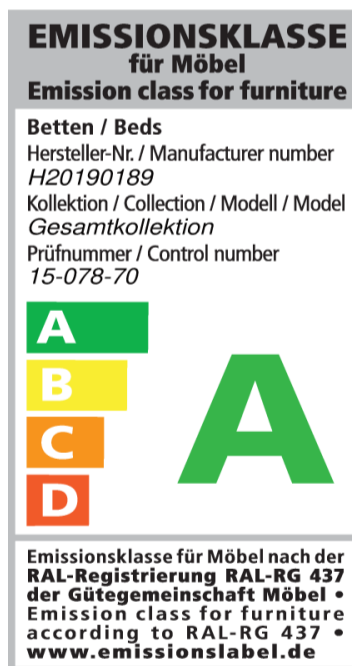 EMISSIONSKLASSE
für Möbel
Emission class for furniture
Betten / Beds
Hersteller-Nr. / Manufacturer number
H20190189
Kollektion / Collection / Modell / Model
Gesamtkollektion
Prüfnummer / Control number
15-078-70
A
B
C
D
A
Emissionsklasse für Möbel nach der
RAL-Registrierung RAL-RG 437
der Gütegemeinschaft Möbel •
Emission class for furniture
according to RAL-RG 437 •
www.emissionslabel.de